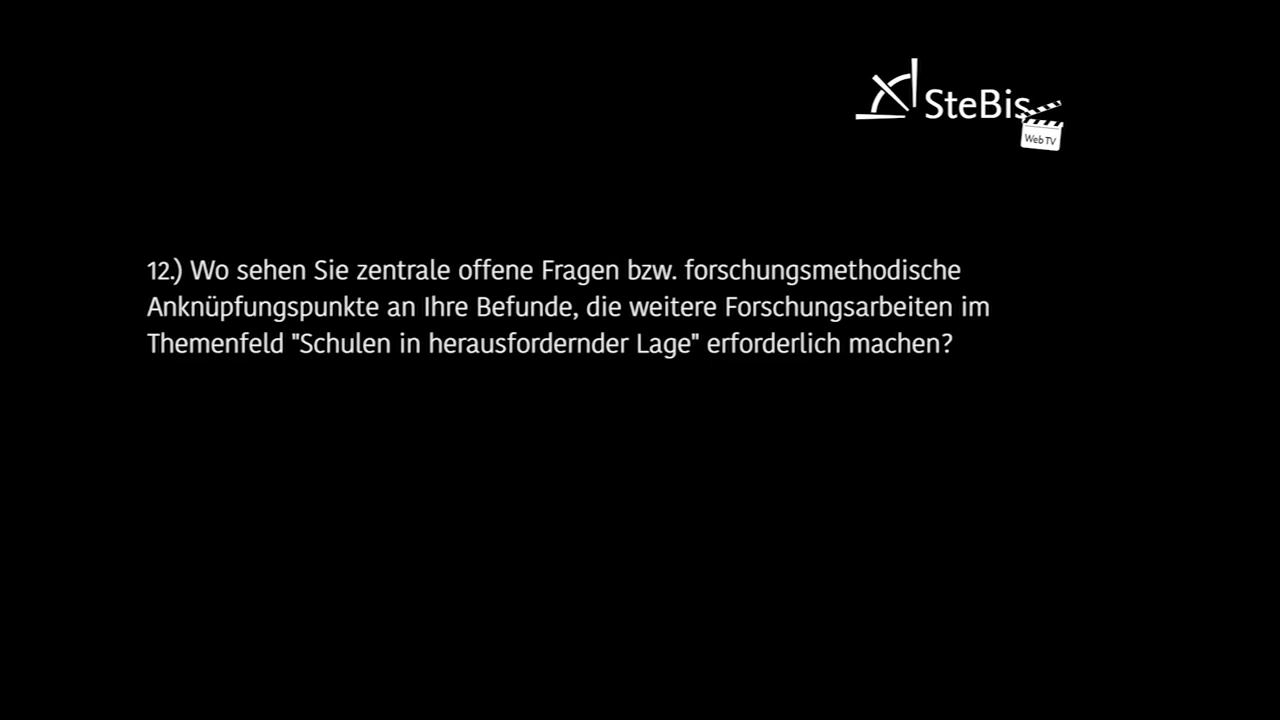 SteBis
Web TV
12.) Wo sehen Sie zentrale offene Fragen bzw. forschungsmethodische
Anknüpfungspunkte an Ihre Befunde, die weitere Forschungsarbeiten im
Themenfeld "Schulen in herausfordernder Lage" erforderlich machen?